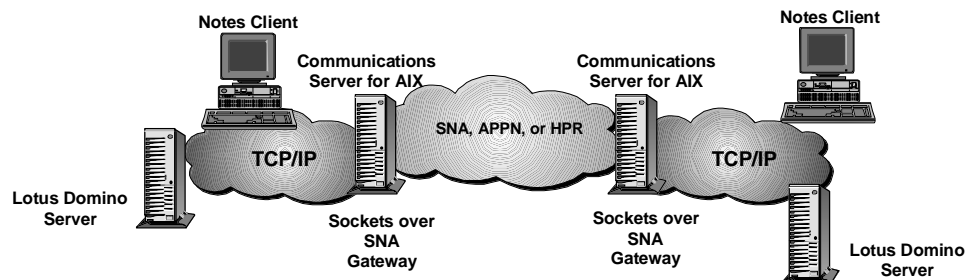 Notes Client
Communications
Server for AIX
Communications
Server for AIX
Notes Client
SNA, APPN, or HPR
TCP/IP
TCP/IP
Lotus Domino
Server
Sockets over
SNA
Gateway
Sockets over
SNA
Gateway
Lotus Domino
Server